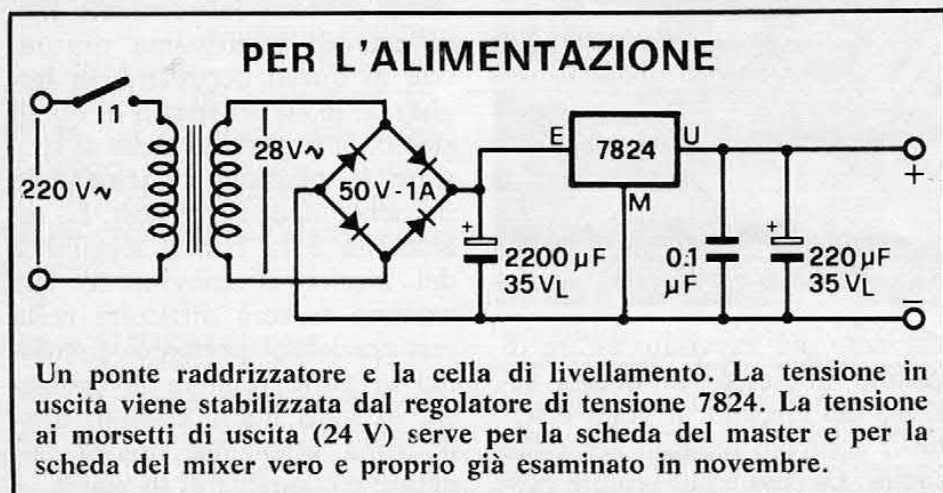 PER L'ALIMENTAZIONE
I1
220 V~
28V~
50V-1A
E
7824
U
M
+
2200 µF
35 VL
0.1
µF
+
220 µF
35 VL
+
–
Un ponte raddrizzatore e la cella di livellamento. La tensione in
uscita viene stabilizzata dal regolatore di tensione 7824. La tensione
ai morsetti di uscita (24 V) serve per la scheda del master e per la
scheda del mixer vero e proprio già esaminato in novembre.